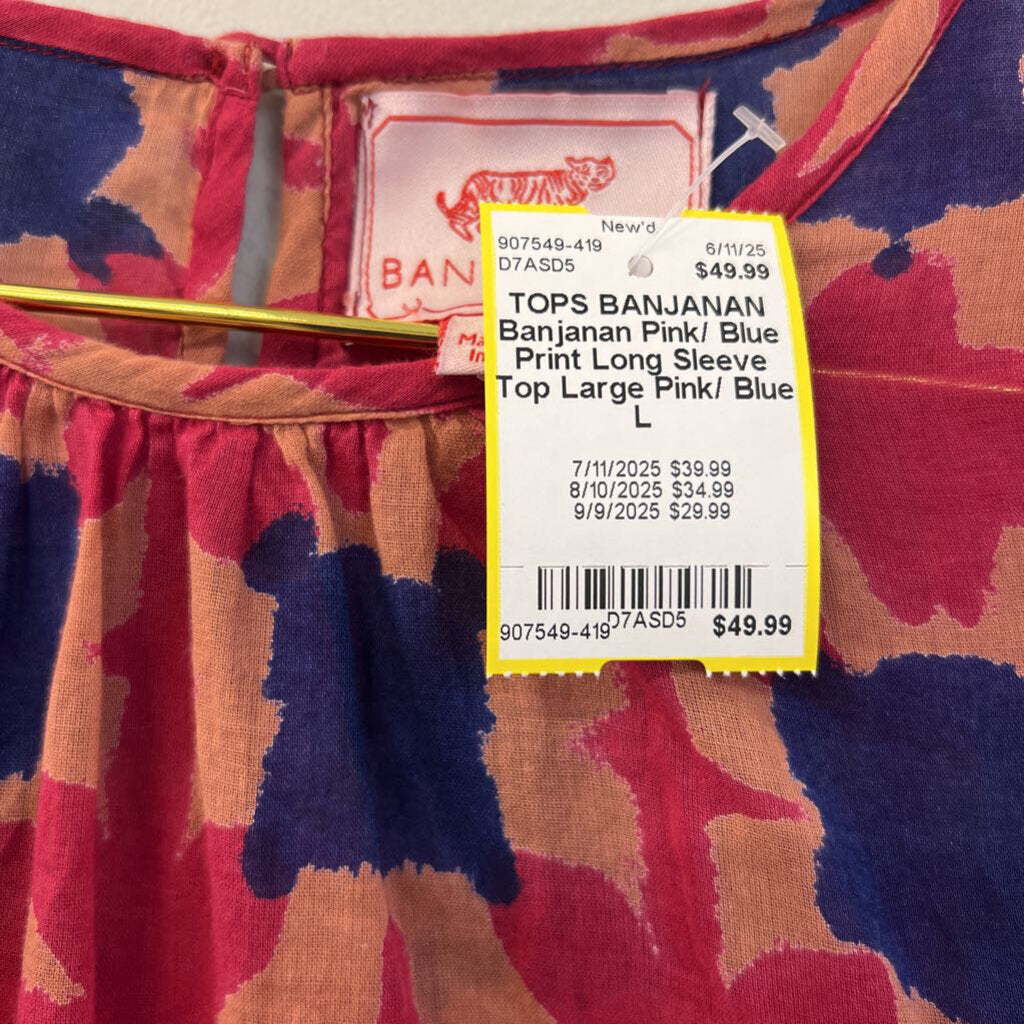 BAN
Ma
In
New'd
907549-419 6/11/25
D7ASD5 $49.99
TOPS BANJANAN
Banjanan Pink/ Blue
Print Long Sleeve
Top Large Pink/ Blue
L
7/11/2025 $39.99
8/10/2025 $34.99
9/9/2025 $29.99
D7ASD5
907549-419 $49.99